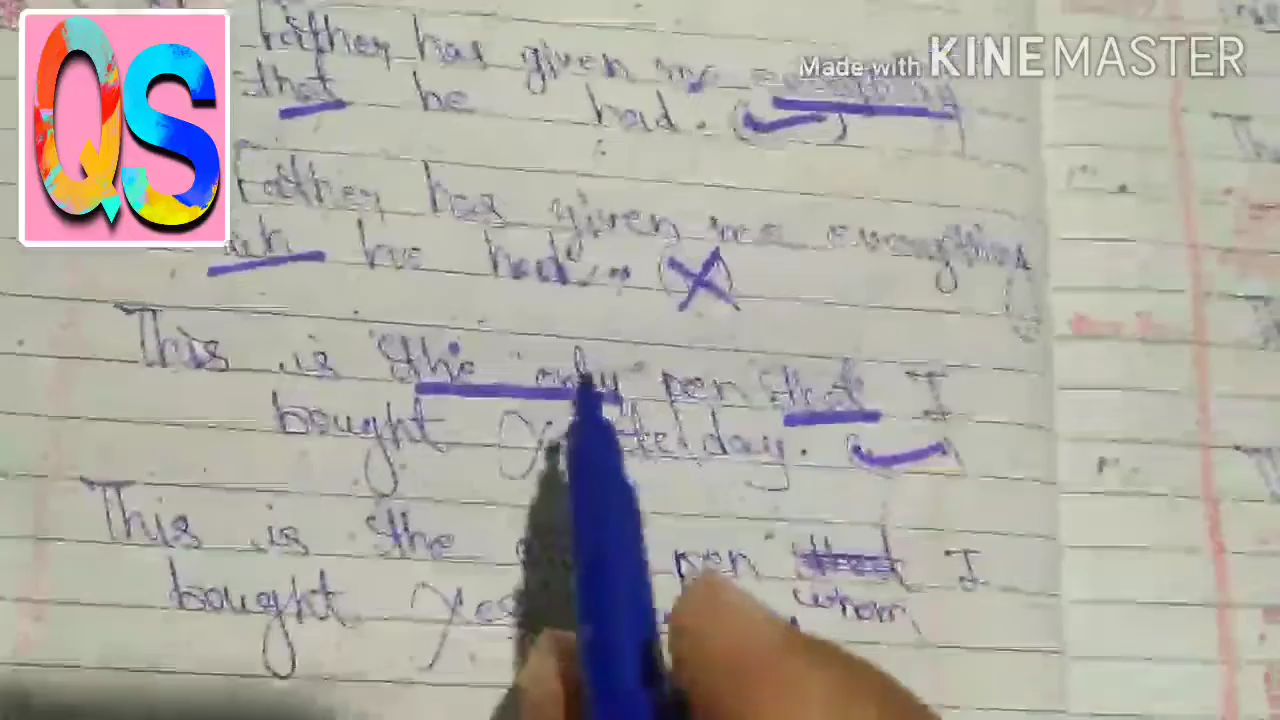 QS
Made with KINEMASTER
Father has given me
that he had.
Father has given me everything
he had.
This is the only pen that I
bought yesterday.
This is the pen I
bought
whom